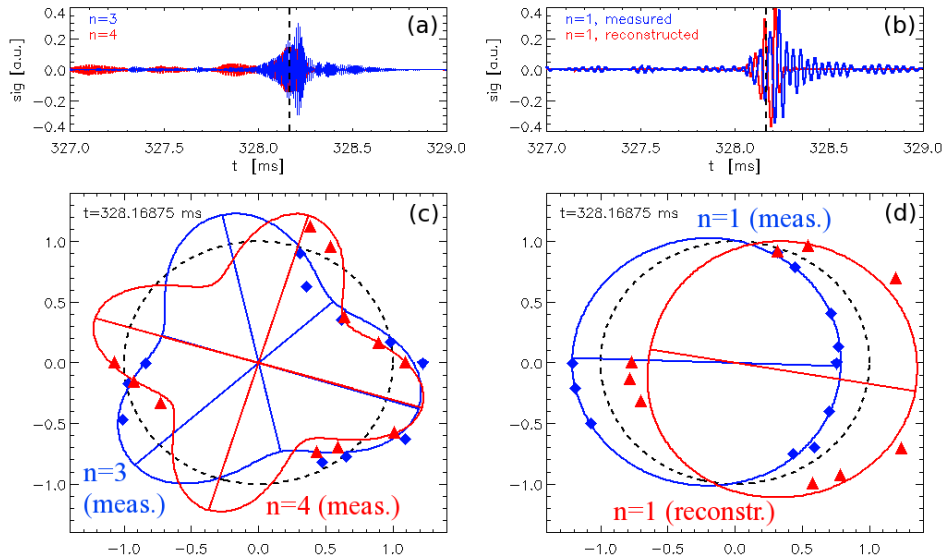 n=3
n=4
(a)
sig [a.u.]
0.4
0.2
0.0
−0.2
−0.4
327.0 327.5 328.0 328.5 329.0
t [ms]
n=1, measured
n=1, reconstructed
(b)
sig [a.u.]
0.4
0.2
0.0
−0.2
−0.4
327.0 327.5 328.0 328.5 329.0
t [ms]
t=328.16875 ms
(c)
1.0
0.5
0.0
−0.5
−1.0
n=3
(meas.)
n=4 (meas.)
−1.0 −0.5 0.0 0.5 1.0
t=328.16875 ms
(d)
n=1 (meas.)
1.0
0.5
0.0
−0.5
−1.0
n=1 (reconstr.)
−1.0 −0.5 0.0 0.5 1.0